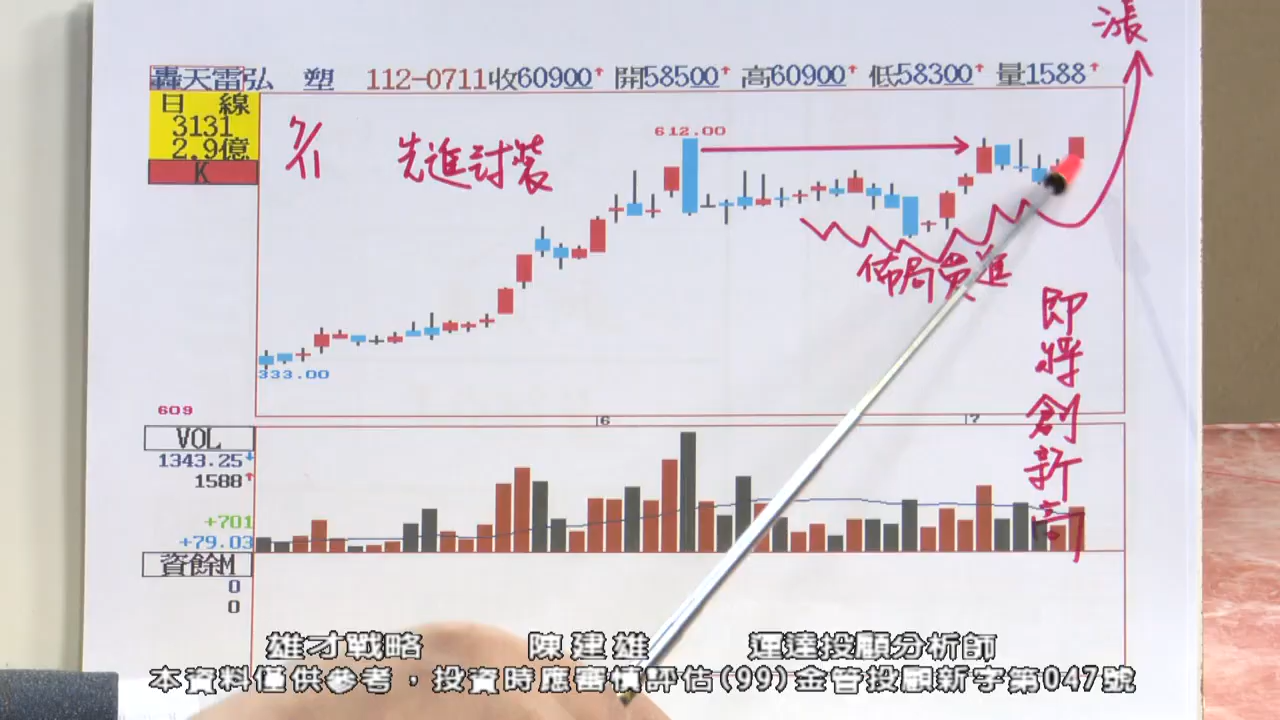 漲
轟天雷弘 塑 112-0711收60900↑ 開58500↑ 高60900↑ 低58300↑ 量1588↑
日 線
3131
2.9億
K
7/11
先進封裝
612.00
佈局買進
即將創新高
333.00
609
6
7
VOL
1343.25↓
1588↑
+701
+79.03
資餘M
0
0
雄才戰略 陳建雄 運達投顧分析師
本資料僅供參考，投資時應審慎評估(99)金管投顧新字第047號